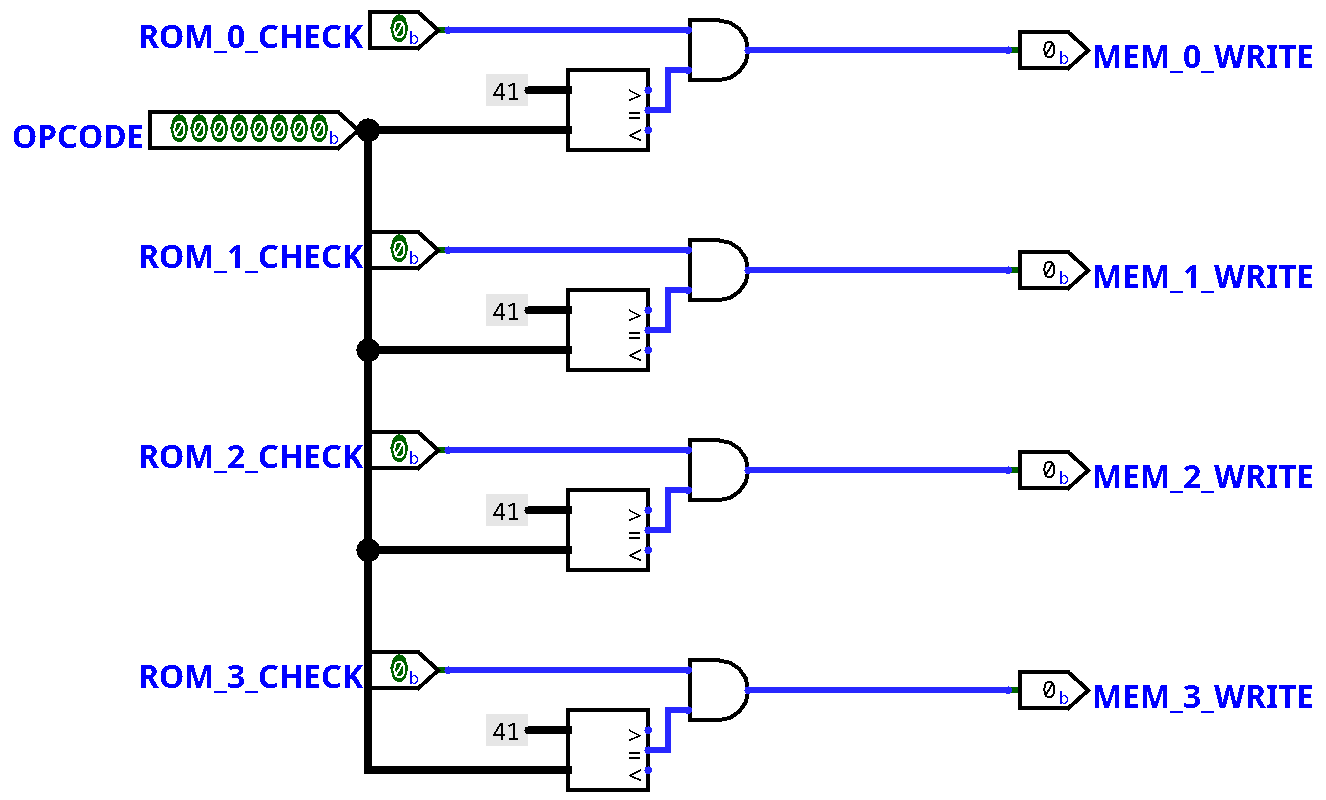 ROM_0_CHECK 0b MEM_0_WRITE 0b
41 > = <
OPCODE 00000000b
ROM_1_CHECK 0b MEM_1_WRITE 0b
41 > = <
ROM_2_CHECK 0b MEM_2_WRITE 0b
41 > = <
ROM_3_CHECK 0b MEM_3_WRITE 0b
41 > = <